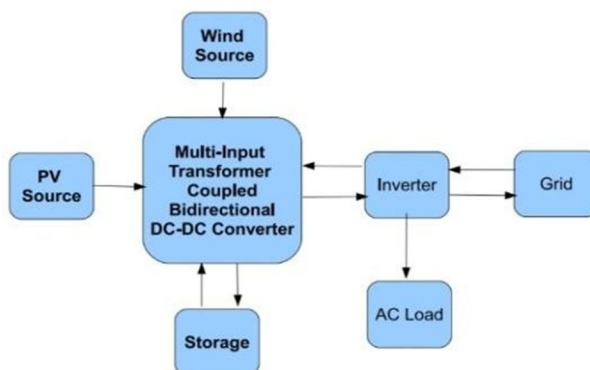 Wind
Source
PV
Source
Multi-Input
Transformer
Coupled
Bidirectional
DC-DC Converter
Inverter
Grid
AC Load
Storage